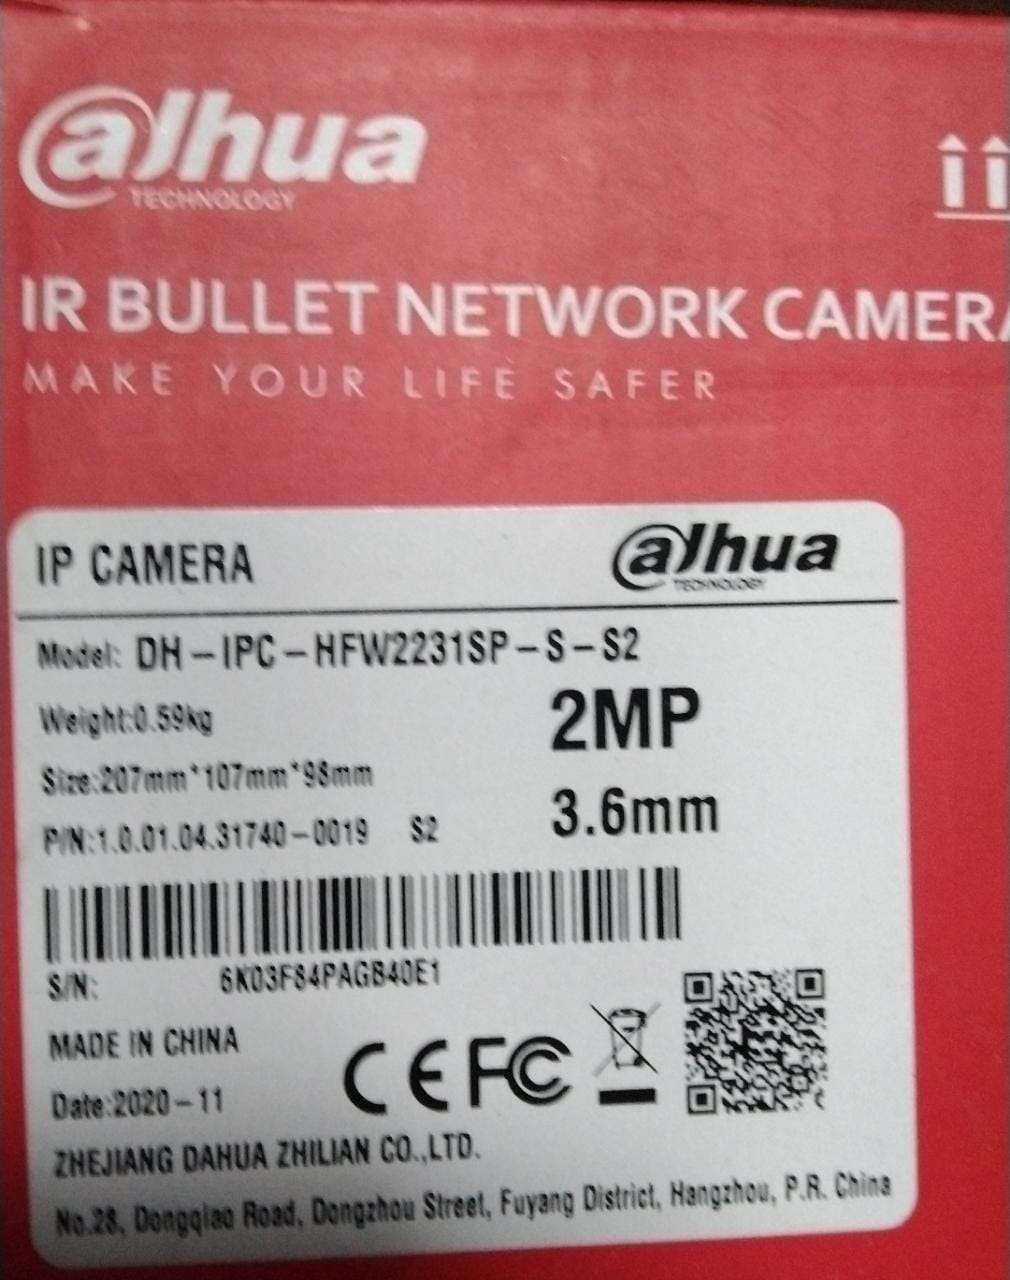 alhua
TECHNOLOGY
IR BULLET NETWORK CAMERA
MAKE YOUR LIFE SAFER
IP CAMERA
alhua
TECHNOLOGY
Model: DH-IPC-HFW2231SP-S-S2
Weight:0.59kg
2MP
Size:207mm*107mm*98mm
3.6mm
P/N:1.0.01.04.31740-0019 S2
S/N: 6K03F84PAGB40E1
MADE IN CHINA
CE FC
Date:2020-11
ZHEJIANG DAHUA ZHILIAN CO.,LTD.
No.28, Dongqiao Road, Dongzhou Street, Fuyang District, Hangzhou, P.R. China